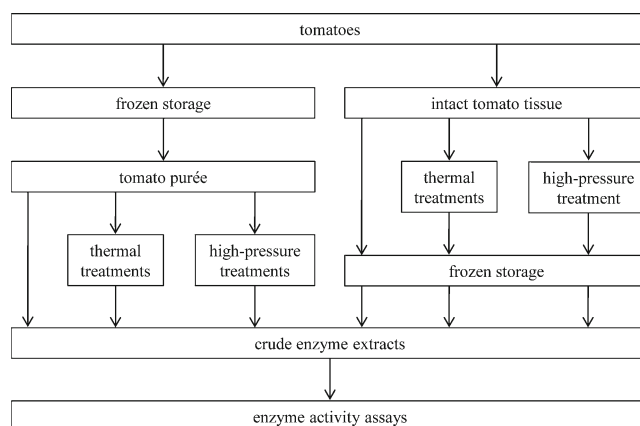 tomatoes
frozen storage
intact tomato tissue
tomato purée
thermal
treatments
high-pressure
treatment
thermal
treatments
high-pressure
treatments
frozen storage
crude enzyme extracts
enzyme activity assays